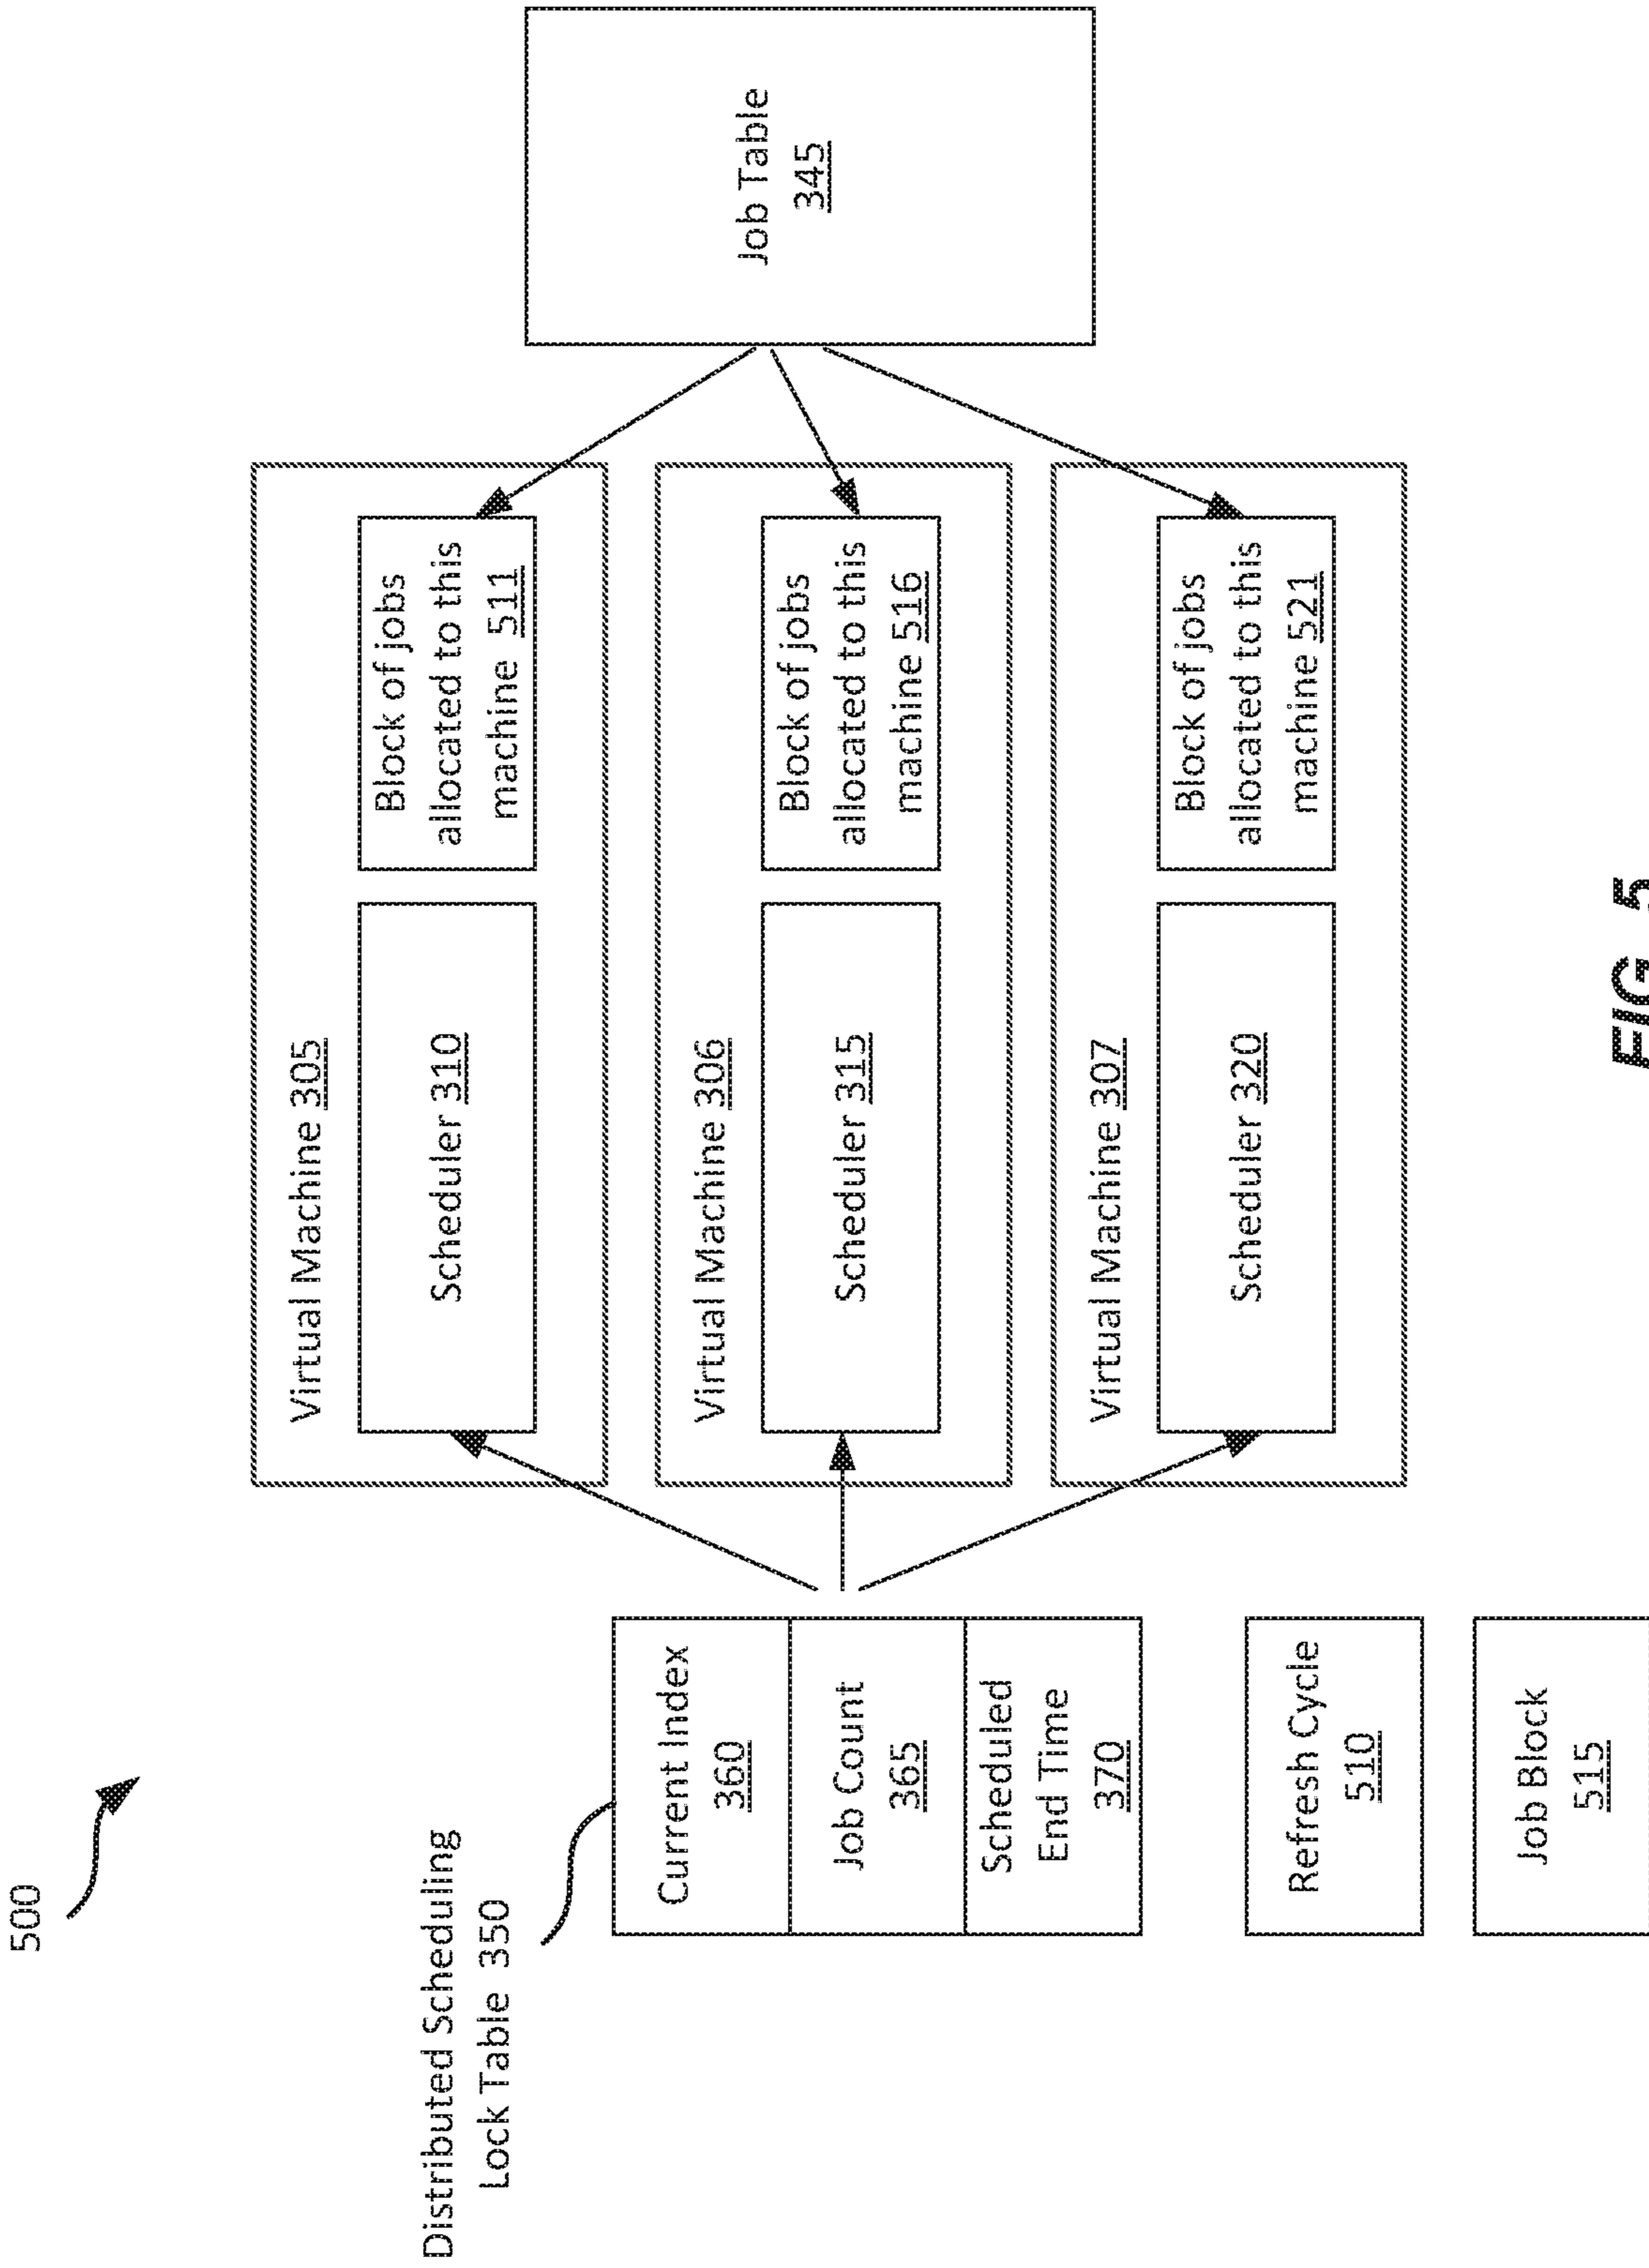 500
Distributed Scheduling
Lock Table 350
Current Index
360
Job Count
365
Scheduled
End Time
370
Refresh Cycle
510
Job Block
515
Virtual Machine 305
Scheduler 310
Block of jobs
allocated to this
machine 511
Virtual Machine 306
Scheduler 315
Block of jobs
allocated to this
machine 516
Virtual Machine 307
Scheduler 320
Block of jobs
allocated to this
machine 521
Job Table
345
FIG. 5